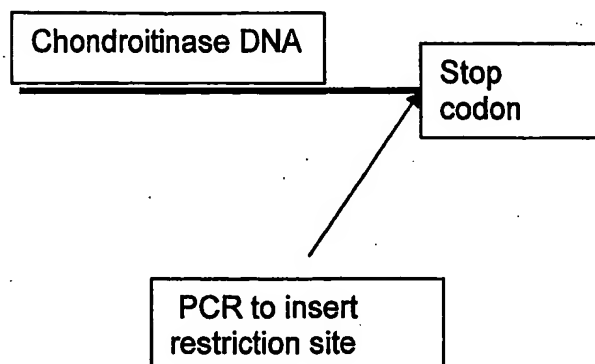 Chondroitinase DNA
Stop
codon
PCR to insert
restriction site